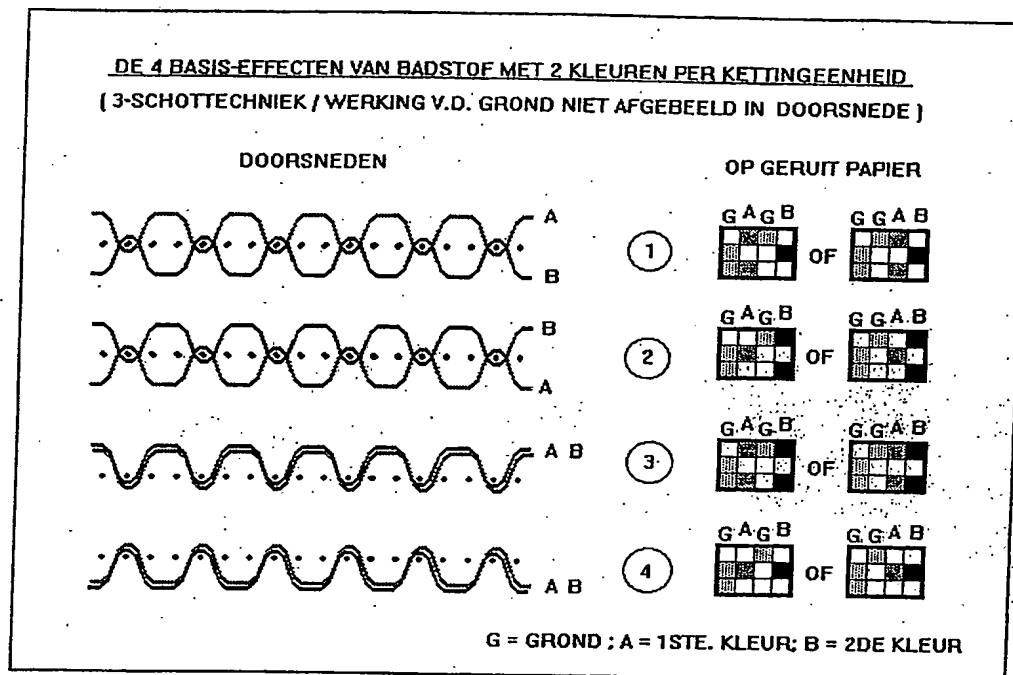 DE 4 BASIS-EFFECTEN VAN BADSTOF MET 2 KLEUREN PER KETTINGEENHEID
( 3-SCHOTTECHNIEK / WERKING V.D. GROND NIET AFGEBEELD IN DOORSNEDE )
DOORSNEDEN
OP GERUIT PAPIER
A
B
1
G A G B
OF
G G A B
B
A
2
G A G B
OF
G G A B
A B
3
G A G B
OF
G G A B
A B
4
G A G B
OF
G G A B
G = GROND ; A = 1STE. KLEUR; B = 2DE KLEUR